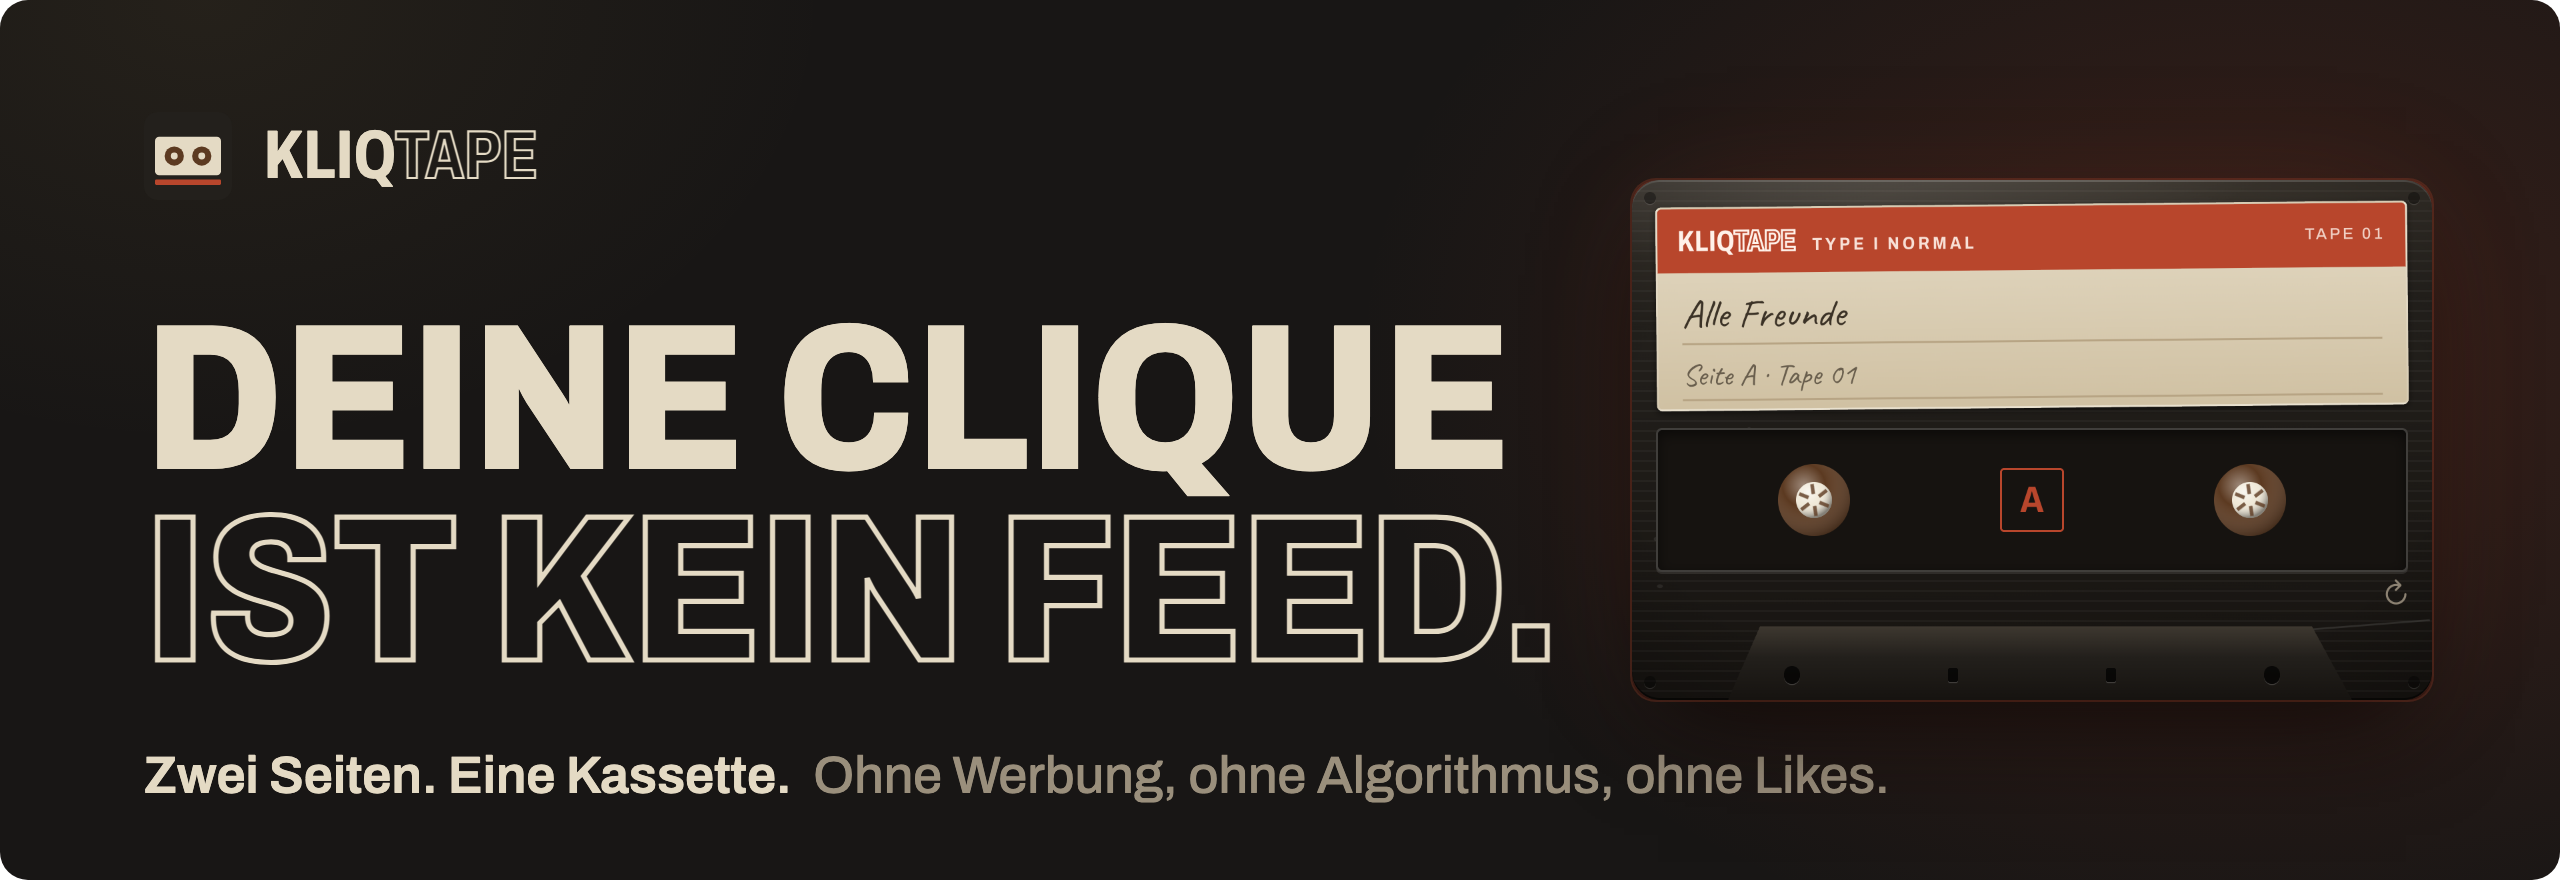 KLIQTAPE
DEINE CLIQUE
IST KEIN FEED.
Zwei Seiten. Eine Kassette. Ohne Werbung, ohne Algorithmus, ohne Likes.
KLIQTAPE TYPE I NORMAL TAPE 01
Alle Freunde
Seite A · Tape 01
A